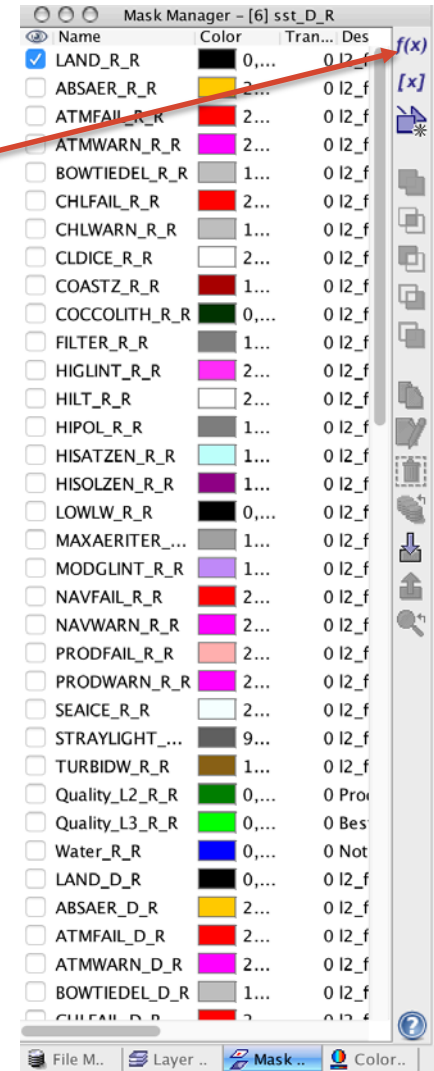 Mask Manager - [6] sst_D_R
Name Color Tran... Des
LAND_R_R 0,... 0 l2_f
ABSAER_R_R 2... 0 l2_f
ATMFAIL_R_R 2... 0 l2_f
ATMWARN_R_R 2... 0 l2_f
BOWTIEDEL_R_R 1... 0 l2_f
CHLFAIL_R_R 2... 0 l2_f
CHLWARN_R_R 1... 0 l2_f
CLDICE_R_R 2... 0 l2_f
COASTZ_R_R 1... 0 l2_f
COCCOLITH_R_R 0,... 0 l2_f
FILTER_R_R 1... 0 l2_f
HIGLINT_R_R 2... 0 l2_f
HILT_R_R 2... 0 l2_f
HIPOL_R_R 1... 0 l2_f
HISATZEN_R_R 1... 0 l2_f
HISOLZEN_R_R 1... 0 l2_f
LOWLW_R_R 0,... 0 l2_f
MAXAERITER_... 1... 0 l2_f
MODGLINT_R_R 1... 0 l2_f
NAVFAIL_R_R 2... 0 l2_f
NAVWARN_R_R 2... 0 l2_f
PRODFAIL_R_R 2... 0 l2_f
PRODWARN_R_R 2... 0 l2_f
SEAICE_R_R 2... 0 l2_f
STRAYLIGHT_... 9... 0 l2_f
TURBIDW_R_R 1... 0 l2_f
Quality_L2_R_R 0,... 0 Pro
Quality_L3_R_R 0,... 0 Bes
Water_R_R 0,... 0 Not
LAND_D_R 0,... 0 l2_f
ABSAER_D_R 2... 0 l2_f
ATMFAIL_D_R 2... 0 l2_f
ATMWARN_D_R 2... 0 l2_f
BOWTIEDEL_D_R 1... 0 l2_f
CHLFAIL_D_R 2 0 l2_f
f(x)
[x]
?
File M.. Layer .. Mask .. Color..